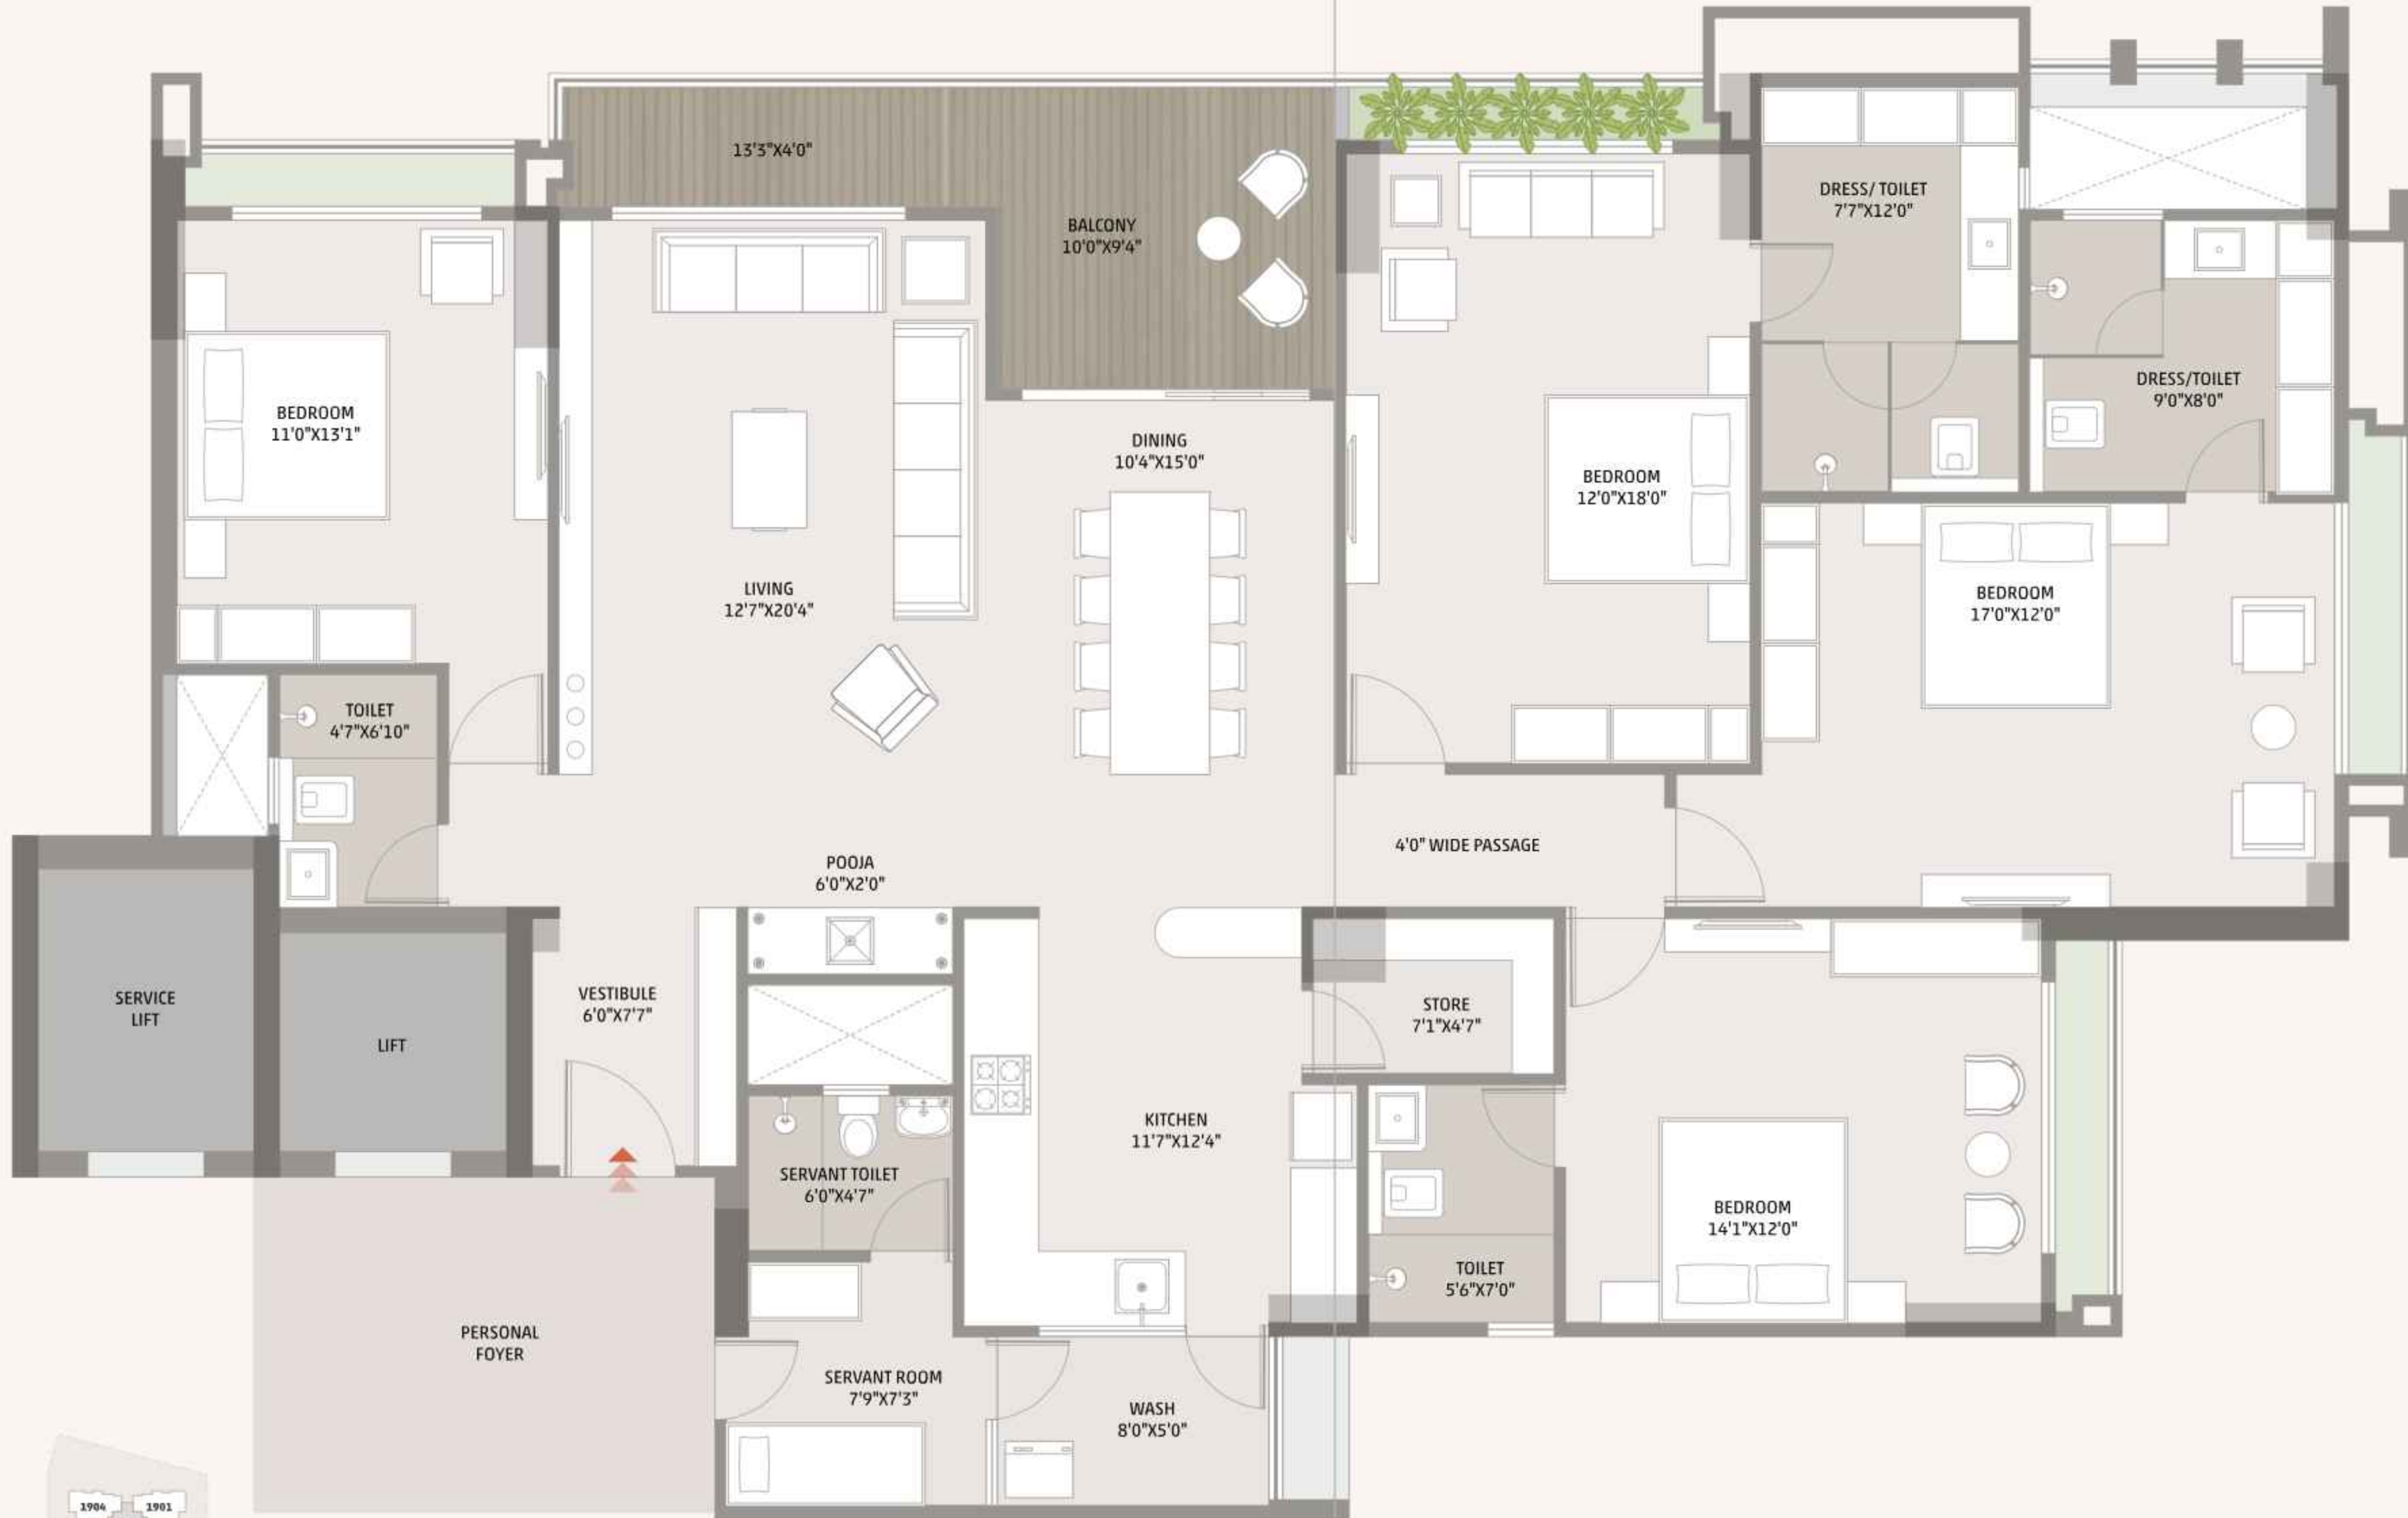 13'3"X4'0"
BALCONY
10'0"X9'4"
DRESS/ TOILET
7'7"X12'0"
DRESS/TOILET
9'0"X8'0"
BEDROOM
11'0"X13'1"
DINING
10'4"X15'0"
BEDROOM
12'0"X18'0"
LIVING
12'7"X20'4"
BEDROOM
17'0"X12'0"
TOILET
4'7"X6'10"
POOJA
6'0"X2'0"
4'0" WIDE PASSAGE
SERVICE
LIFT
LIFT
VESTIBULE
6'0"X7'7"
STORE
7'1"X4'7"
KITCHEN
11'7"X12'4"
SERVANT TOILET
6'0"X4'7"
BEDROOM
14'1"X12'0"
TOILET
5'6"X7'0"
PERSONAL
FOYER
SERVANT ROOM
7'9"X7'3"
WASH
8'0"X5'0"
1904 1901